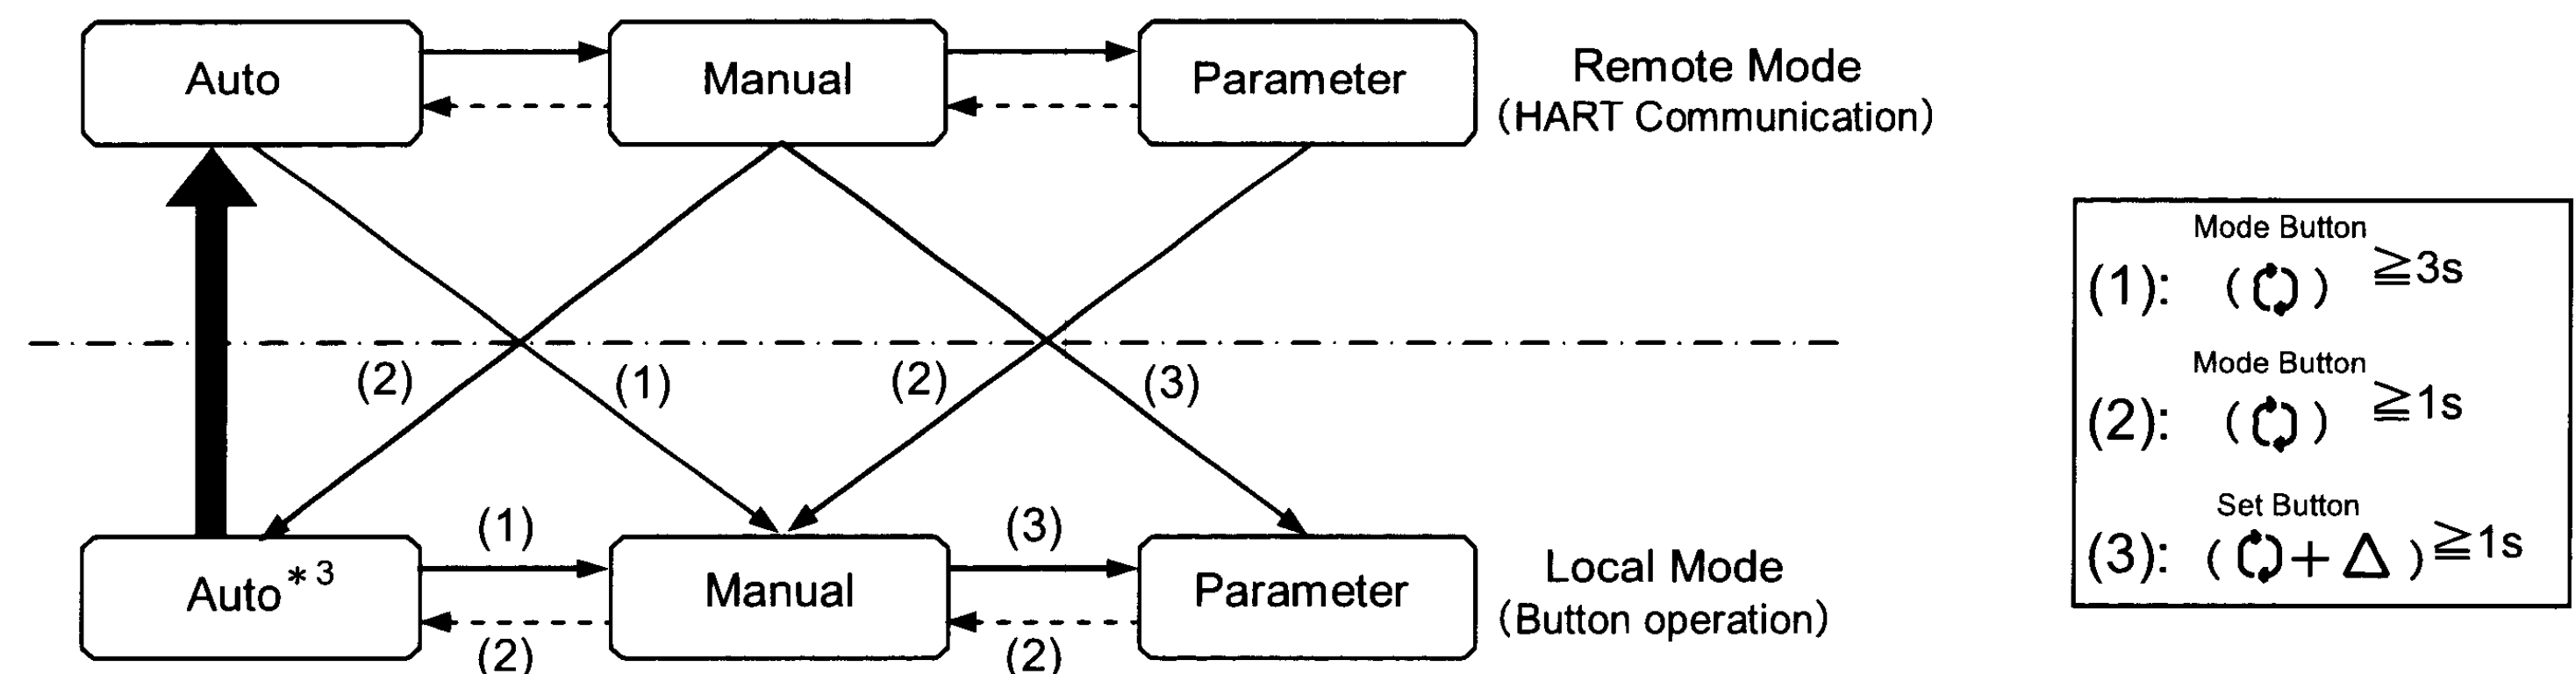 Auto
Manual
Parameter
Remote Mode
(HART Communication)
Mode Button
(1): ( ) ≧3s
(2)
(1)
(2)
(3)
Mode Button
(2): ( ) ≧1s
Set Button
(3): ( + △ ) ≧1s
(1)
(3)
Auto*3
Manual
Parameter
Local Mode
(Button operation)
(2)
(2)